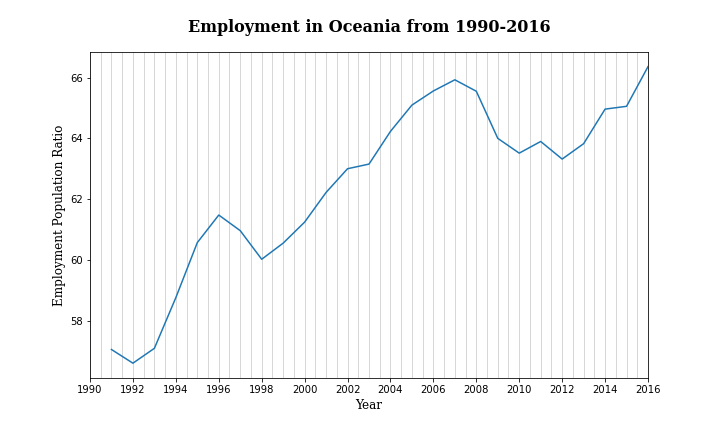 Employment in Oceania from 1990-2016
Employment Population Ratio
66
64
62
60
58
1990 1992 1994 1996 1998 2000 2002 2004 2006 2008 2010 2012 2014 2016
Year